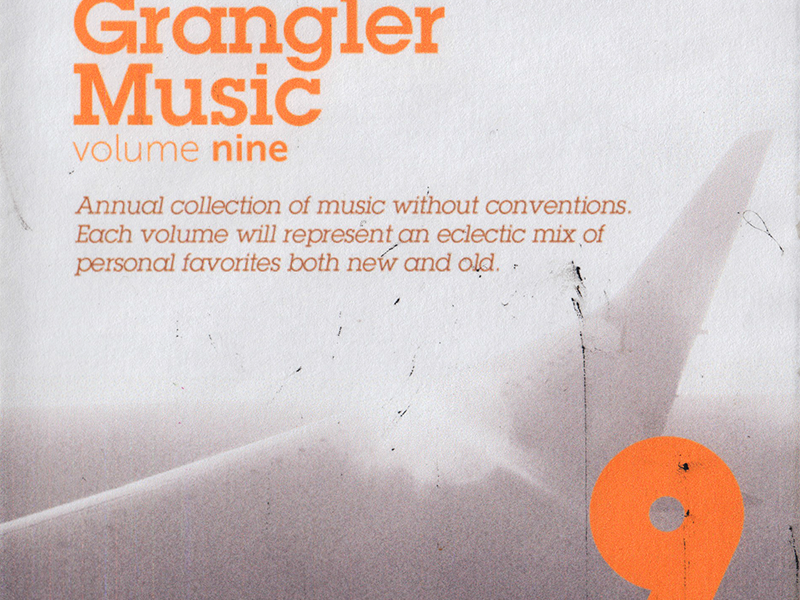 Grangler
Music
volume nine
Annual collection of music without conventions.
Each volume will represent an eclectic mix of
personal favorites both new and old.
9